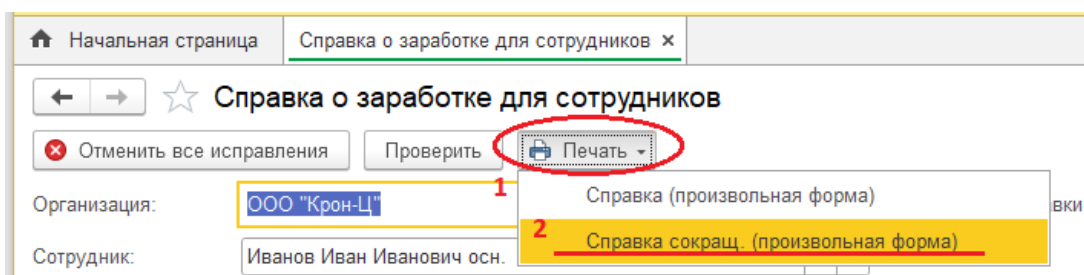 Начальная страница Справка о заработке для сотрудников ×
Справка о заработке для сотрудников
Отменить все исправления Проверить Печать
Организация: ООО "Крон-Ц" 1 Справка (произвольная форма) вки
Сотрудник: Иванов Иван Иванович осн. 2 Справка сокращ. (произвольная форма)